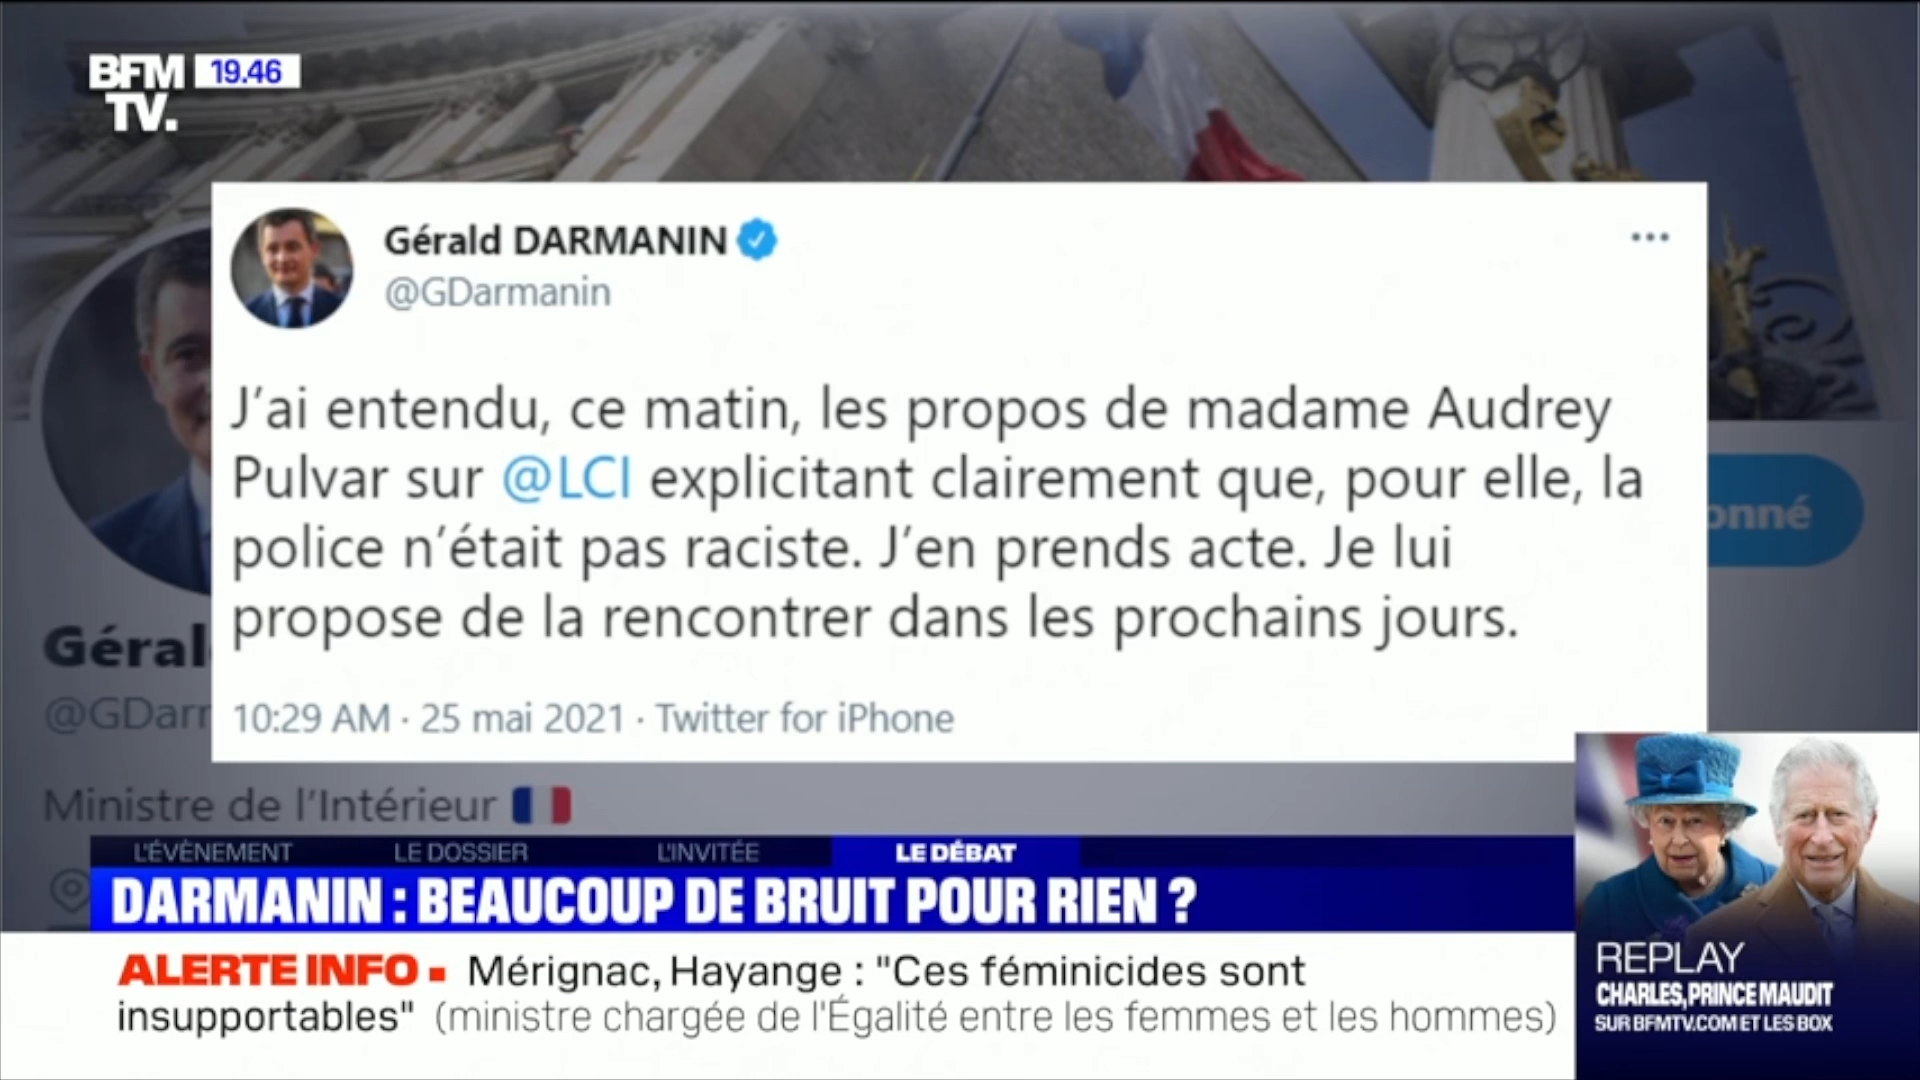 BFM 19.46
TV.
Gérald DARMANIN
@GDarmanin
J'ai entendu, ce matin, les propos de madame Audrey
Pulvar sur @LCI explicitant clairement que, pour elle, la
police n'était pas raciste. J'en prends acte. Je lui
propose de la rencontrer dans les prochains jours.
10:29 AM · 25 mai 2021 · Twitter for iPhone
onné
Géral
@GDarr
Ministre de l'Intérieur
L'ÉVÈNEMENT LE DOSSIER L'INVITÉE LE DÉBAT
DARMANIN : BEAUCOUP DE BRUIT POUR RIEN ?
ALERTE INFO ▪ Mérignac, Hayange : "Ces féminicides sont
insupportables" (ministre chargée de l'Égalité entre les femmes et les hommes)
REPLAY
CHARLES, PRINCE MAUDIT
SUR BFMTV.COM ET LES BOX